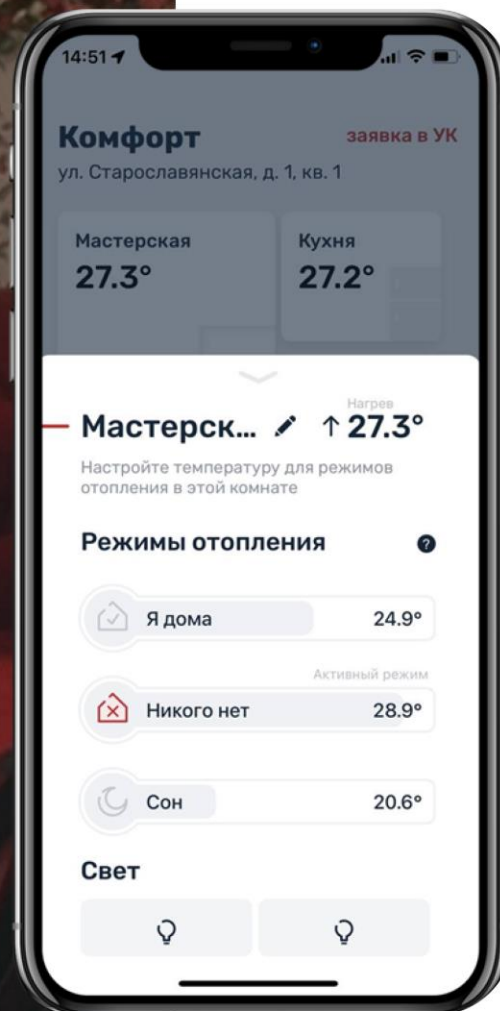 14:51
Комфорт
заявка в УК
ул. Старославянская, д. 1, кв. 1
Мастерская
27.3°
Кухня
27.2°
Нагрев
Мастерск... ↑ 27.3°
Настройте температуру для режимов
отопления в этой комнате
Режимы отопления ?
Я дома 24.9°
Активный режим
Никого нет 28.9°
Сон 20.6°
Свет